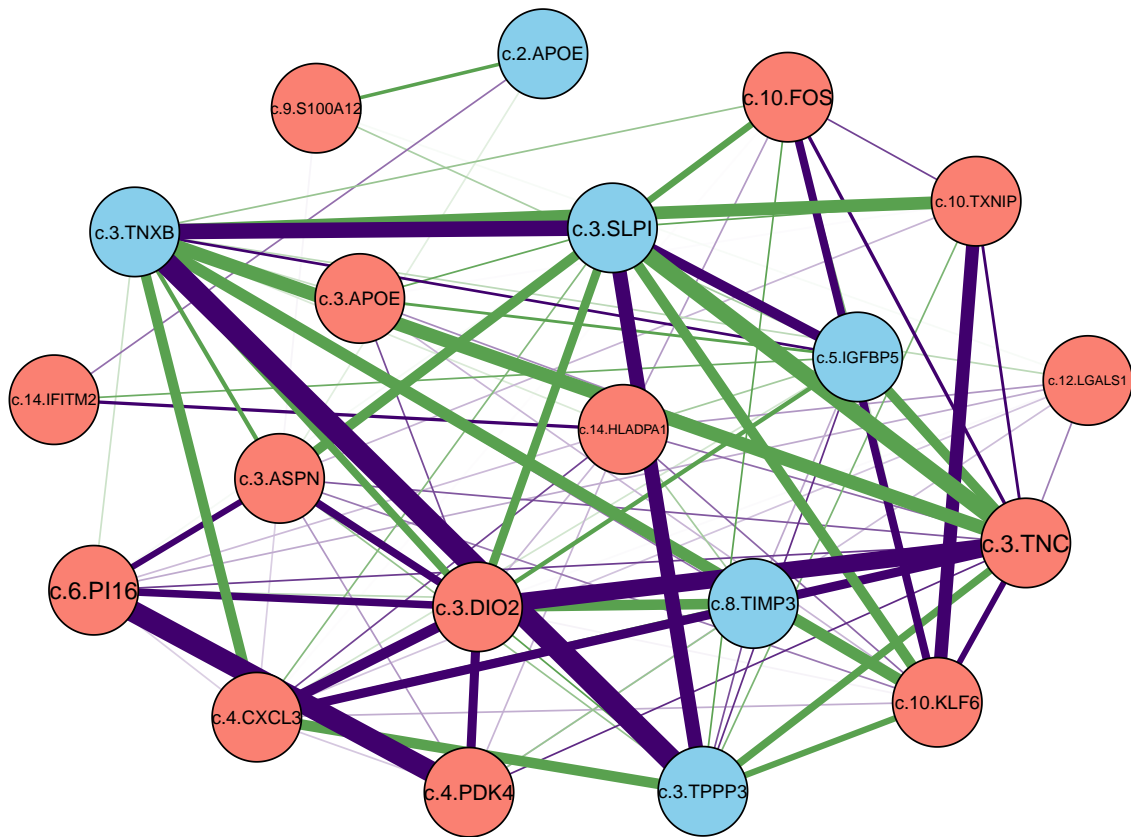 c.2.APOE
c.9.S100A12
c.10.FOS
c.10.TXNIP
c.3.TNXB
c.3.SLPI
c.3.APOE
c.5.IGFBP5
c.12.LGALS1
c.14.IFITM2
c.14.HLADPA1
c.3.ASPN
c.3.TNC
c.6.PI16
c.3.DIO2
c.8.TIMP3
c.4.CXCL3
c.10.KLF6
c.4.PDK4
c.3.TPPP3